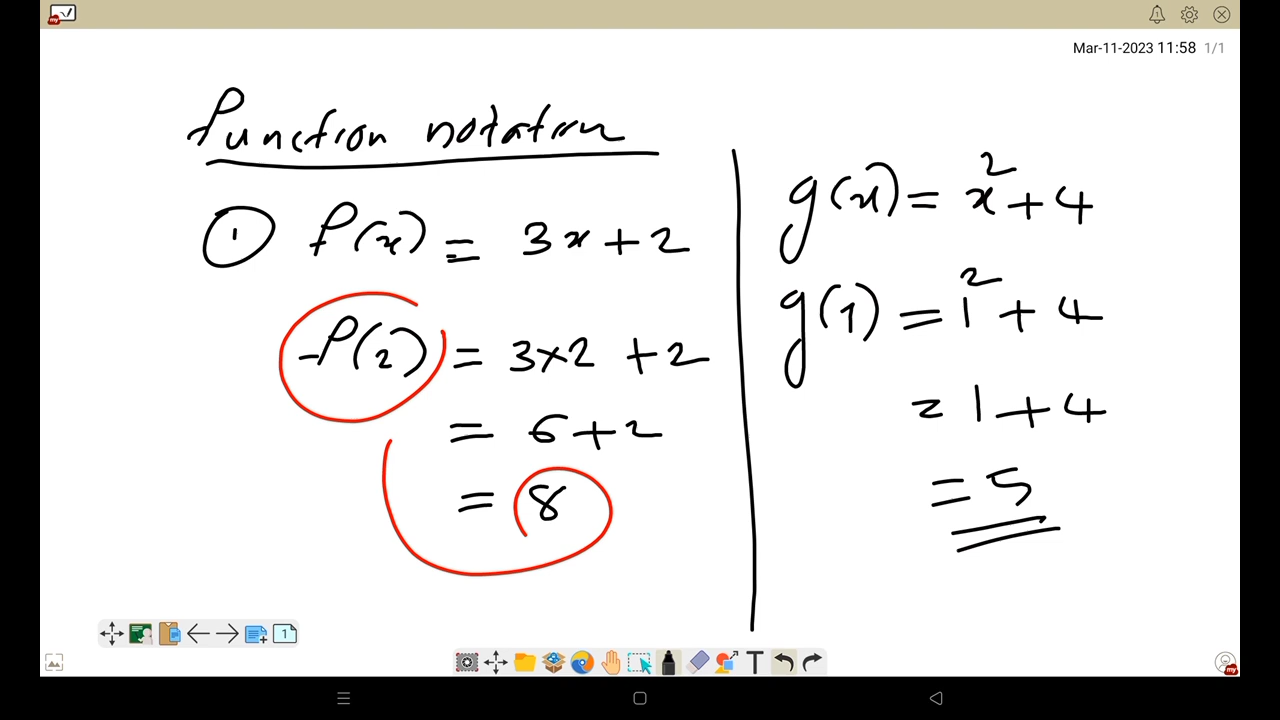 Mar-11-2023 11:58 1/1
Function notation
① f(x) = 3x+2
f(2) = 3×2 +2
= 6+2
= 8
g(x) = x²+4
g(1) = 1²+4
= 1+4
= 5
1
T